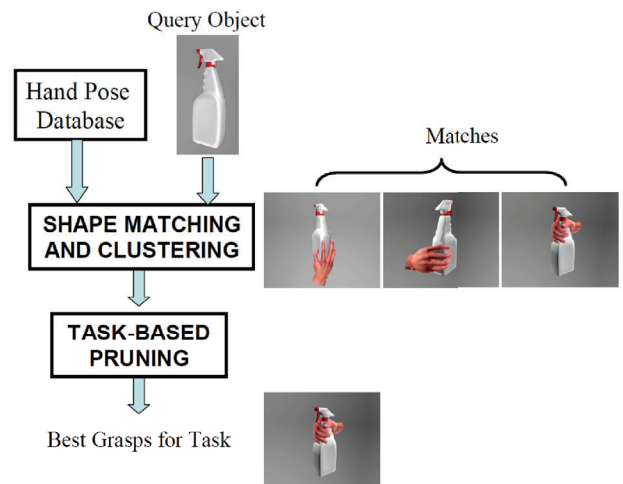 Query Object
Hand Pose
Database
Matches
SHAPE MATCHING
AND CLUSTERING
TASK-BASED
PRUNING
Best Grasps for Task